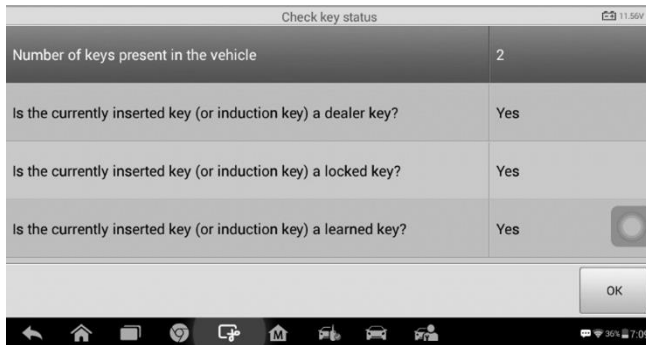 Check key status
11.56V
Number of keys present in the vehicle 2
Is the currently inserted key (or induction key) a dealer key? Yes
Is the currently inserted key (or induction key) a locked key? Yes
Is the currently inserted key (or induction key) a learned key? Yes
OK
M
36% 7:09